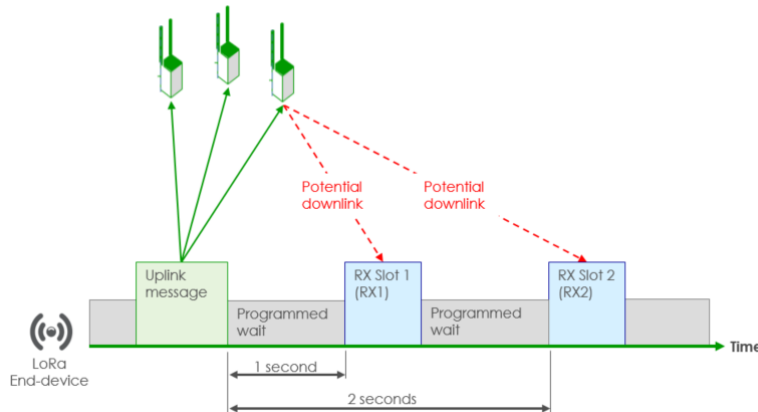 Potential
downlink
Potential
downlink
Uplink
message
RX Slot 1
(RX1)
RX Slot 2
(RX2)
Programmed
wait
Programmed
wait
LoRa
End-device
Time
1 second
2 seconds